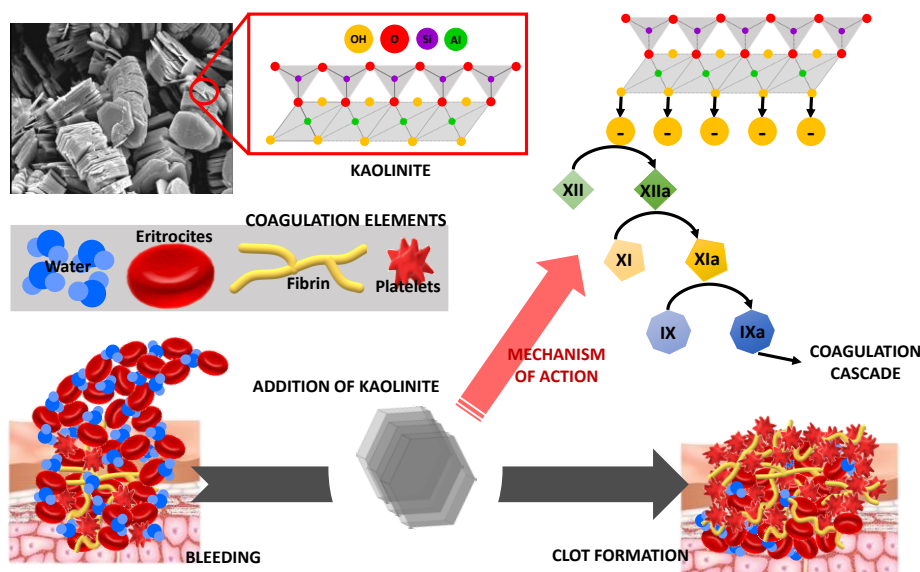 OH O Si Al
KAOLINITE
- - - - -
XII XIIa
XI XIa
IX IXa
COAGULATION
CASCADE
COAGULATION ELEMENTS
Water
Eritrocites
Fibrin
Platelets
MECHANISM
OF ACTION
ADDITION OF KAOLINITE
BLEEDING
CLOT FORMATION